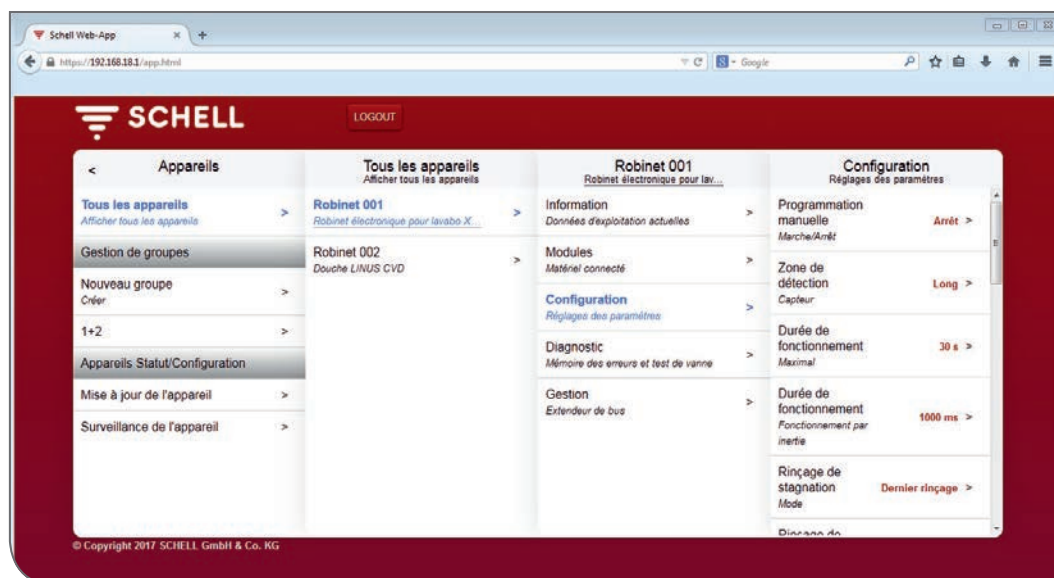 Schell Web-App
https://192.168.18.1/app.html
Google
SCHELL
LOGOUT
< Appareils
Tous les appareils
Afficher tous les appareils
>
Gestion de groupes
Nouveau groupe
Créer
>
1+2 >
Appareils Statut/Configuration
Mise à jour de l'appareil >
Surveillance de l'appareil >
Tous les appareils
Afficher tous les appareils
Robinet 001
Robinet électronique pour lavabo X...
>
Robinet 002
Douche LINUS CVD
>
Robinet 001
Robinet électronique pour lav...
Information
Données d'exploitation actuelles
>
Modules
Matériel connecté
>
Configuration
Réglages des paramètres
>
Diagnostic
Mémoire des erreurs et test de vanne
>
Gestion
Extendeur de bus
>
Configuration
Réglages des paramètres
Programmation
manuelle
Marche/Arrêt
Arrêt >
Zone de
détection
Capteur
Long >
Durée de
fonctionnement
Maximal
30 s >
Durée de
fonctionnement
Fonctionnement par
inertie
1000 ms >
Rinçage de
stagnation
Mode
Dernier rinçage >
Rinçage de
© Copyright 2017 SCHELL GmbH & Co. KG